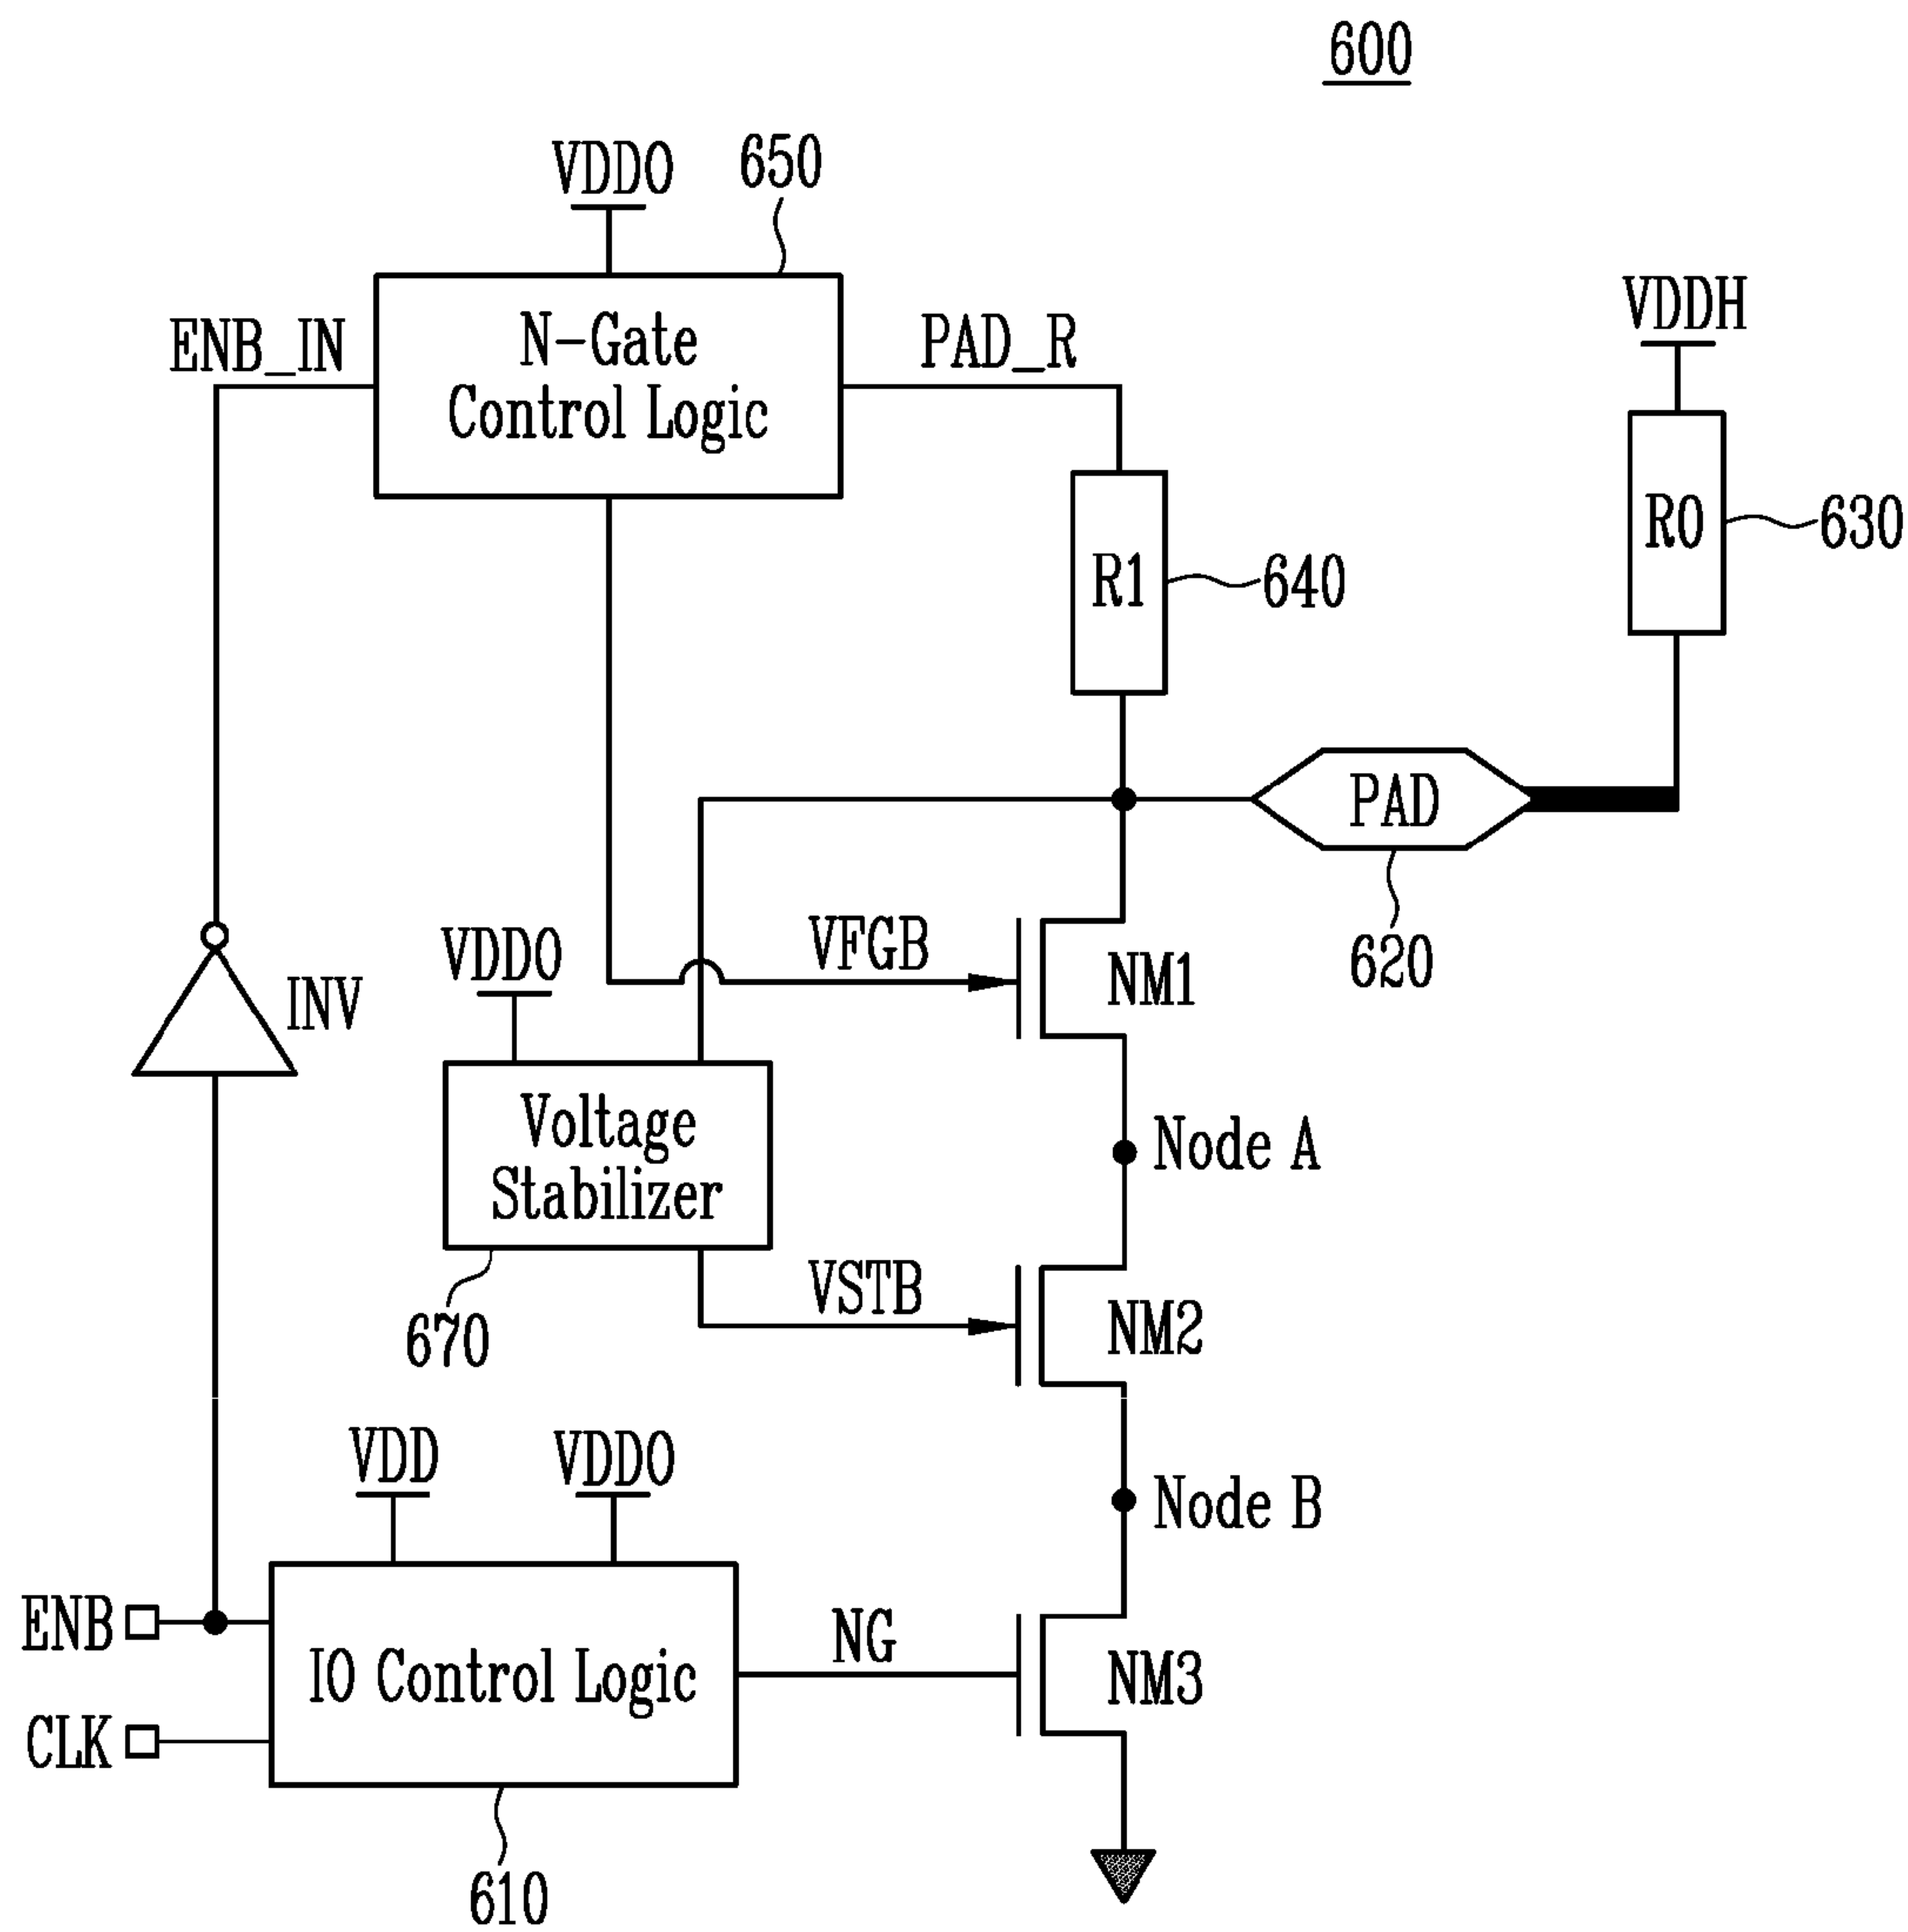 600
VDDO
650
ENB_IN
N-Gate
Control Logic
PAD_R
VDDH
R0
630
R1
640
PAD
620
VFGB
NM1
VDDO
INV
Voltage
Stabilizer
670
Node A
VSTB
NM2
VDD
VDDO
Node B
ENB
CLK
IO Control Logic
610
NG
NM3